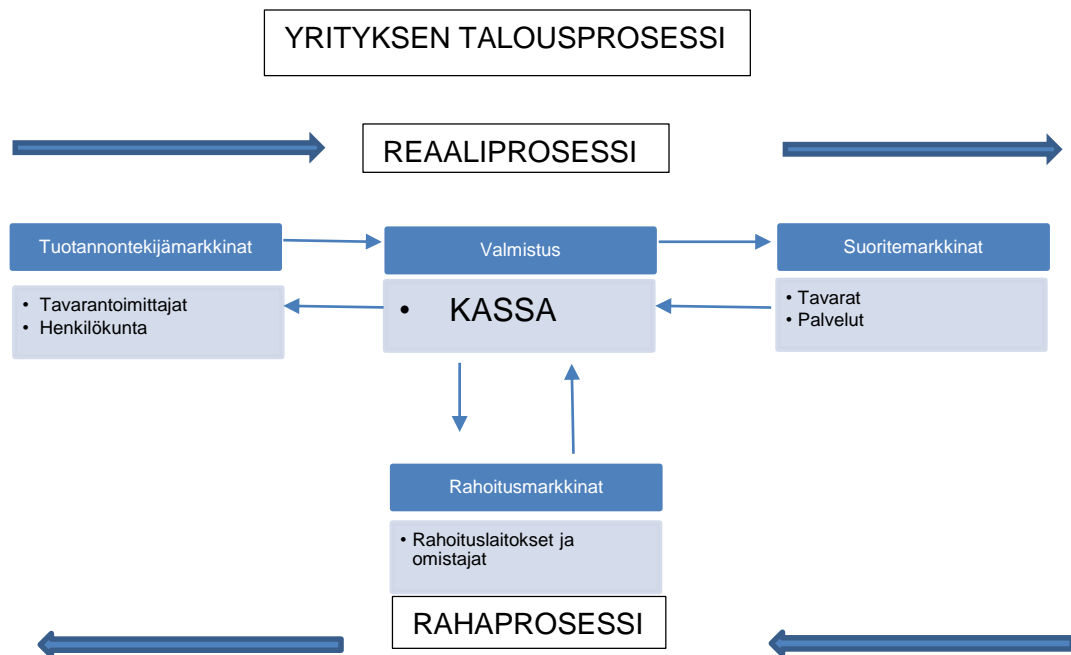 YRITYKSEN TALOUSPROSESSI
REAALIPROSESSI
Tuotannontekijämarkkinat
• Tavarantoimittajat
• Henkilökunta
Valmistus
• KASSA
Suoritemarkkinat
• Tavarat
• Palvelut
Rahoitusmarkkinat
• Rahoituslaitokset ja
omistajat
RAHAPROSESSI